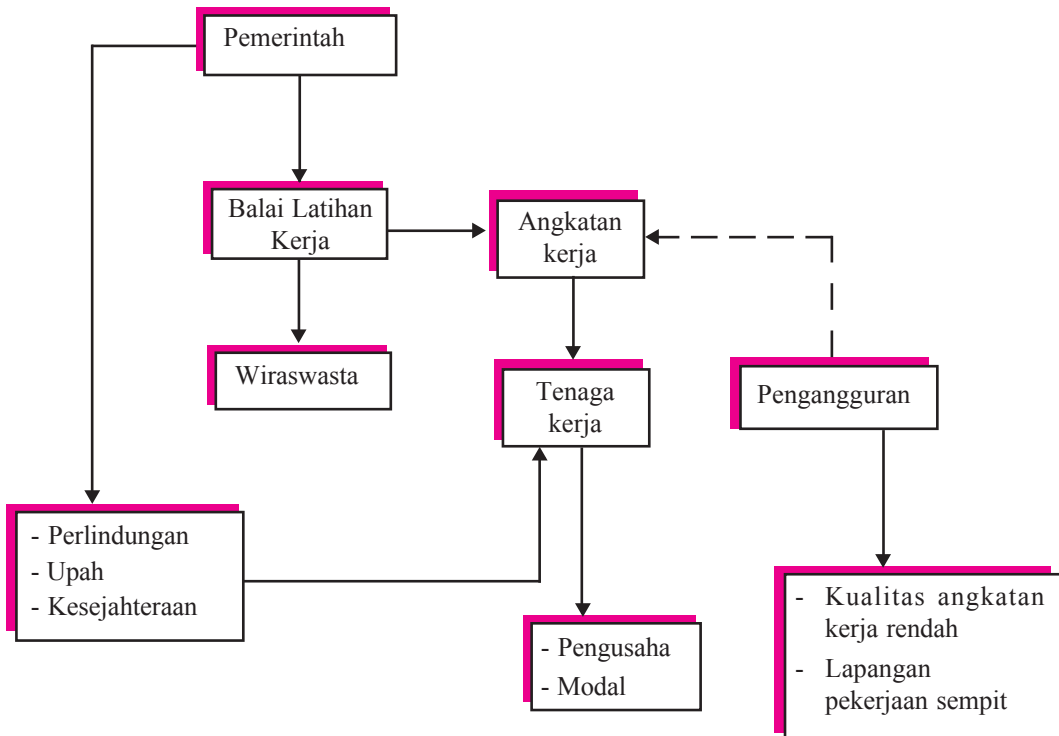 Pemerintah
Balai Latihan
Kerja
Angkatan
kerja
Wiraswasta
Tenaga
kerja
Pengangguran
- Perlindungan
- Upah
- Kesejahteraan
- Pengusaha
- Modal
- Kualitas angkatan
kerja rendah
- Lapangan
pekerjaan sempit